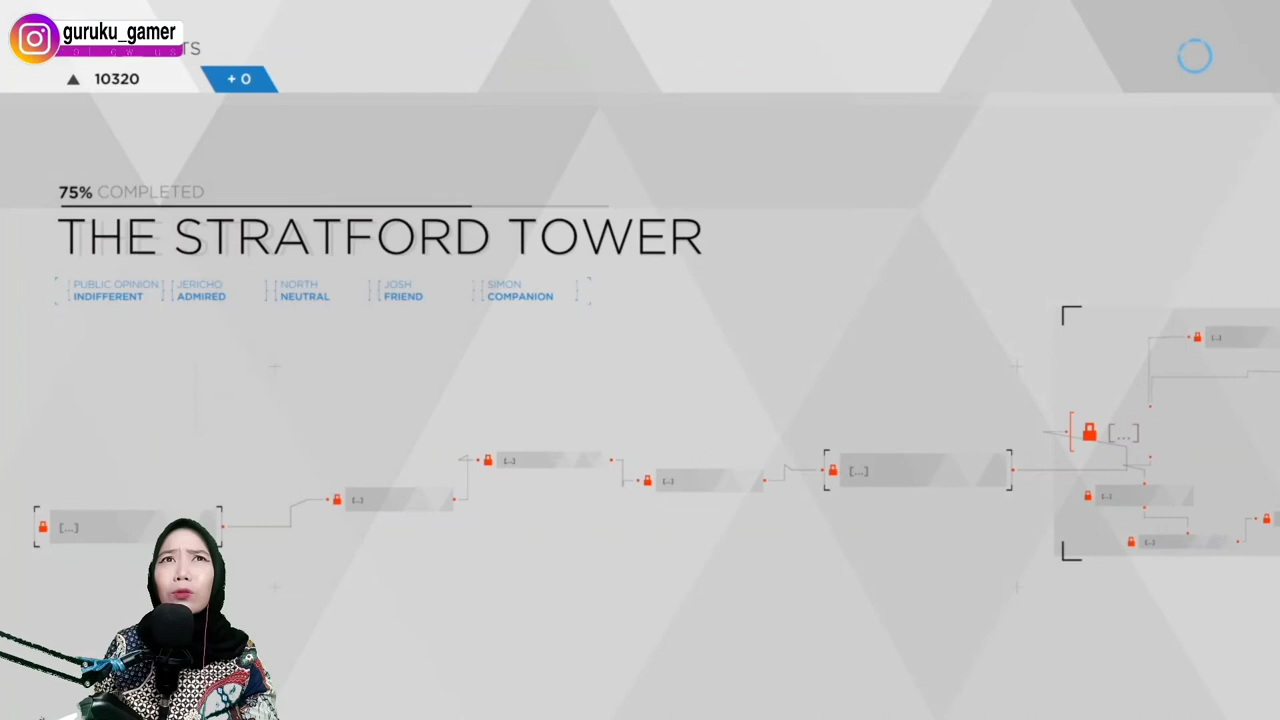 guruku_gamer
TS
10320
+ 0
75% COMPLETED
THE STRATFORD TOWER
PUBLIC OPINION
INDIFFERENT
JERICHO
ADMIRED
NORTH
NEUTRAL
JOSH
FRIEND
SIMON
COMPANION
[...]
[...]
[...]
[...]
[...]
[...]
[...]
[...]
[...]